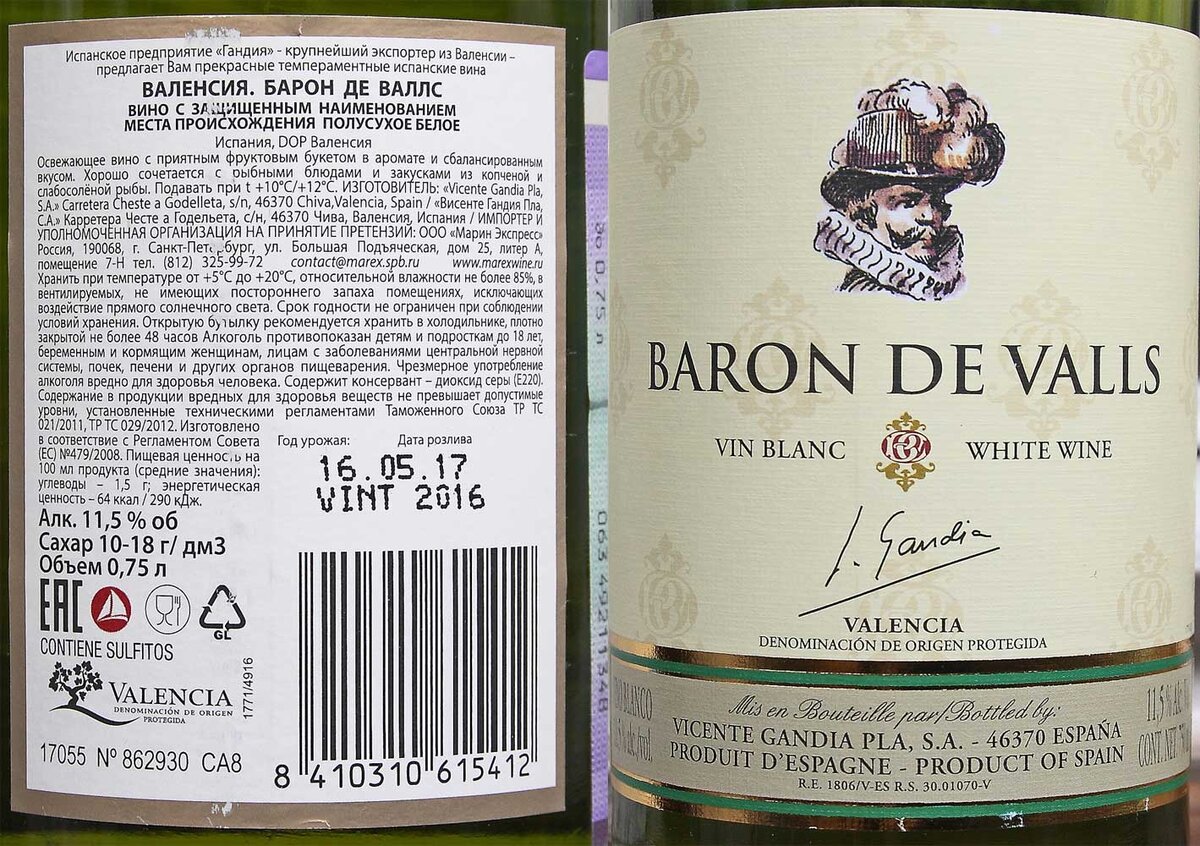 Испанское предприятие «Гандия» - крупнейший экспортер из Валенсии –
предлагает Вам прекрасные темпераментные испанские вина
ВАЛЕНСИЯ. БАРОН ДЕ ВАЛЛС
ВИНО С ЗАЩИЩЕННЫМ НАИМЕНОВАНИЕМ
МЕСТА ПРОИСХОЖДЕНИЯ ПОЛУСУХОЕ БЕЛОЕ
Испания, DOP Валенсия
Освежающее вино с приятным фруктовым букетом в аромате и сбалансированным
вкусом. Хорошо сочетается с рыбными блюдами и закусками из копченой и
слабосолёной рыбы. Подавать при t +10°C/+12°C. ИЗГОТОВИТЕЛЬ: «Vicente Gandia Pla,
S.A.» Carretera Cheste a Godelleta, s/n, 46370 Chiva,Valencia, Spain / «Висенте Гандия Пла,
С.А.» Карретера Честе а Годельета, с/н, 46370 Чива, Валенсия, Испания / ИМПОРТЕР И
УПОЛНОМОЧЕННАЯ ОРГАНИЗАЦИЯ НА ПРИНЯТИЕ ПРЕТЕНЗИЙ: ООО «Марин Экспресс»
Россия, 190068, г. Санкт-Петербург, ул. Большая Подъяческая, дом 25, литер А,
помещение 7-Н тел. (812) 325-99-72 contact@marex.spb.ru www.marexwine.ru
Хранить при температуре от +5°C до +20°C, относительной влажности не более 85%, в
вентилируемых, не имеющих постороннего запаха помещениях, исключающих
воздействие прямого солнечного света. Срок годности не ограничен при соблюдении
условий хранения. Открытую бутылку рекомендуется хранить в холодильнике, плотно
закрытой не более 48 часов Алкоголь противопоказан детям и подросткам до 18 лет,
беременным и кормящим женщинам, лицам с заболеваниями центральной нервной
системы, почек, печени и других органов пищеварения. Чрезмерное употребление
алкоголя вредно для здоровья человека. Содержит консервант – диоксид серы (Е220).
Содержание в продукции вредных для здоровья веществ не превышает допустимые
уровни, установленные техническими регламентами Таможенного Союза ТР ТС
021/2011, ТР ТС 029/2012. Изготовлено
в соответствие с Регламентом Совета
(ЕС) №479/2008. Пищевая ценность на
100 мл продукта (средние значения):
углеводы – 1,5 г; энергетическая
ценность – 64 ккал / 290 кДж.
Год урожая: Дата розлива
16.05.17
VINT 2016
Алк. 11,5 % об
Сахар 10-18 г/ дм3
Объем 0,75 л
EAC
GL
CONTIENE SULFITOS
VALENCIA
DENOMINACIÓN DE ORIGEN
PROTEGIDA
1771/4916
17055 Nº 862930 CA8
8 410310 615412
BARON DE VALLS
VIN BLANC WHITE WINE
J. Gandia
VALENCIA
DENOMINACIÓN DE ORIGEN PROTEGIDA
Mis en Bouteille par/Bottled by:
VICENTE GANDIA PLA, S.A. - 46370 ESPAÑA
PRODUIT D'ESPAGNE - PRODUCT OF SPAIN
R.E. 1806/V-ES R.S. 30.01070-V
BLANCO
11,5%
CONT. NET
0,75 л